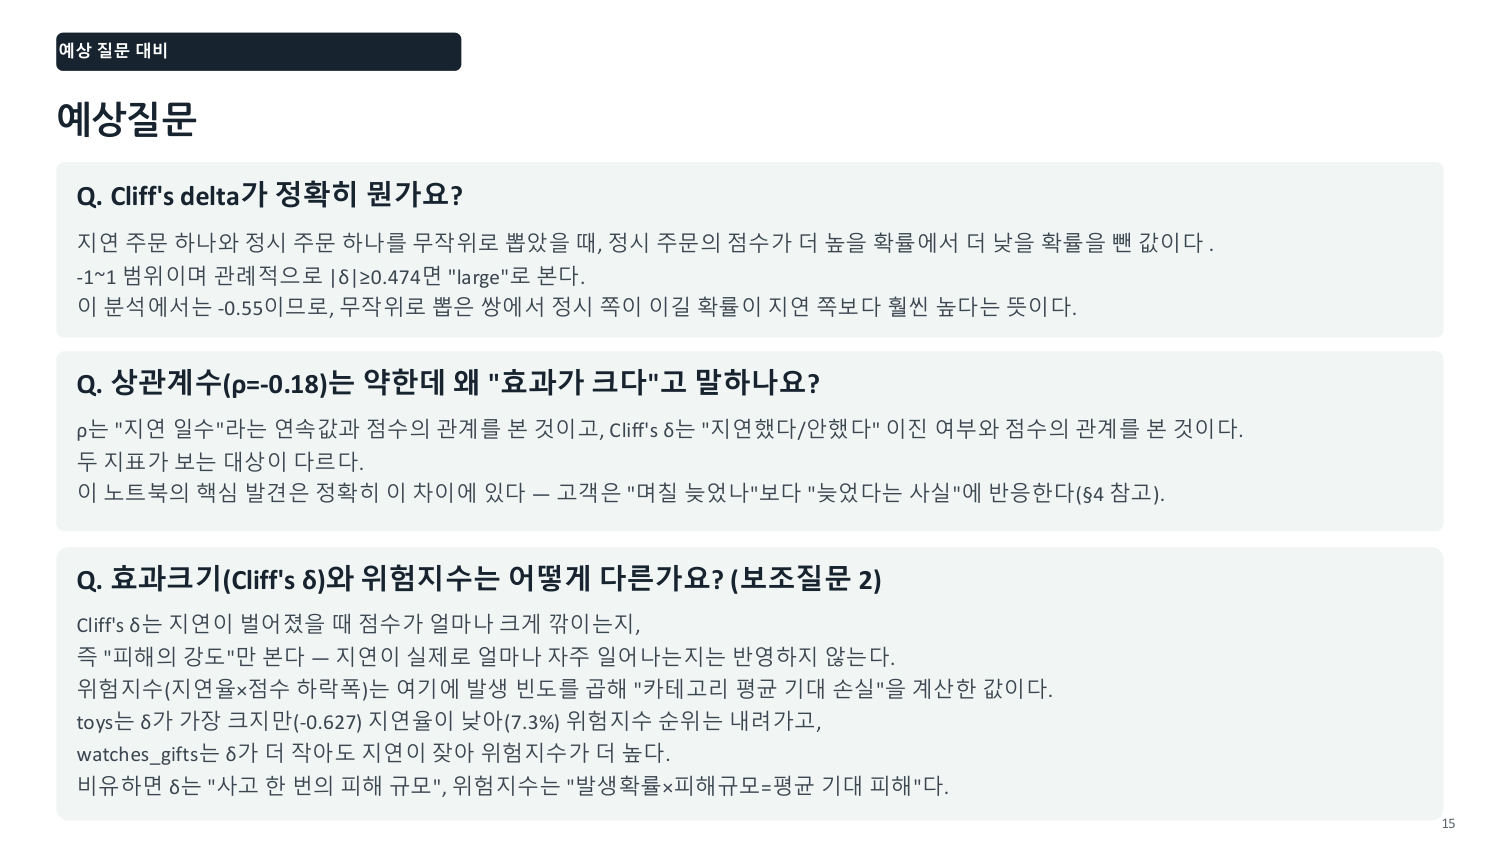 예상 질문 대비
예상질문
Q. Cliff's delta가 정확히 뭔가요?
지연 주문 하나와 정시 주문 하나를 무작위로 뽑았을 때, 정시 주문의 점수가 더 높을 확률에서 더 낮을 확률을 뺀 값이다 .
-1~1 범위이며 관례적으로 |δ|≥0.474면 "large"로 본다.
이 분석에서는 -0.55이므로, 무작위로 뽑은 쌍에서 정시 쪽이 이길 확률이 지연 쪽보다 훨씬 높다는 뜻이다.
Q. 상관계수(ρ=-0.18)는 약한데 왜 "효과가 크다"고 말하나요?
ρ는 "지연 일수"라는 연속값과 점수의 관계를 본 것이고, Cliff's δ는 "지연했다/안했다" 이진 여부와 점수의 관계를 본 것이다.
두 지표가 보는 대상이 다르다.
이 노트북의 핵심 발견은 정확히 이 차이에 있다 — 고객은 "며칠 늦었나"보다 "늦었다는 사실"에 반응한다(§4 참고).
Q. 효과크기(Cliff's δ)와 위험지수는 어떻게 다른가요? (보조질문 2)
Cliff's δ는 지연이 벌어졌을 때 점수가 얼마나 크게 깎이는지,
즉 "피해의 강도"만 본다 — 지연이 실제로 얼마나 자주 일어나는지는 반영하지 않는다.
위험지수(지연율×점수 하락폭)는 여기에 발생 빈도를 곱해 "카테고리 평균 기대 손실"을 계산한 값이다.
toys는 δ가 가장 크지만(-0.627) 지연율이 낮아(7.3%) 위험지수 순위는 내려가고,
watches_gifts는 δ가 더 작아도 지연이 잦아 위험지수가 더 높다.
비유하면 δ는 "사고 한 번의 피해 규모", 위험지수는 "발생확률×피해규모=평균 기대 피해"다.
15